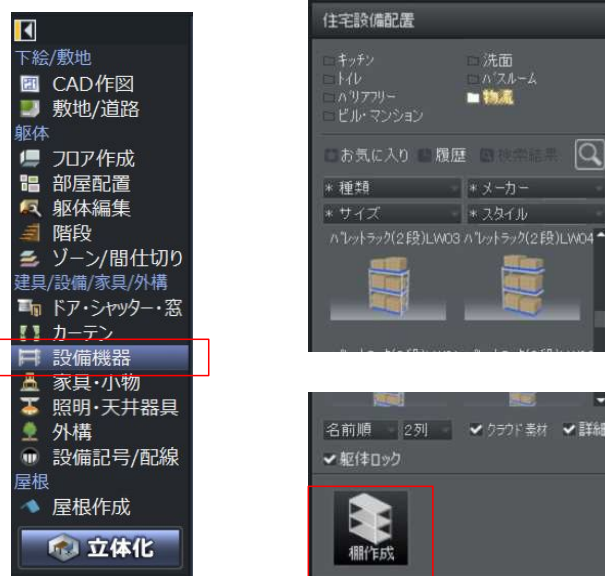 下絵/敷地
CAD作図
敷地/道路
躯体
フロア作成
部屋配置
躯体編集
階段
ゾーン/間仕切り
建具/設備/家具/外構
ドア・シャッター・窓
カーテン
設備機器
家具・小物
照明・天井器具
外構
設備記号/配線
屋根
屋根作成
立体化
住宅設備配置
キッチン 洗面
トイレ バスルーム
バリアフリー 物流
ビル・マンション
お気に入り 履歴 検索結果
* 種類 * メーカー
* サイズ * スタイル
パレットラック(2段)LW03 パレットラック(2段)LW04
名前順 2列 クラウド素材 詳細
躯体ロック
棚作成